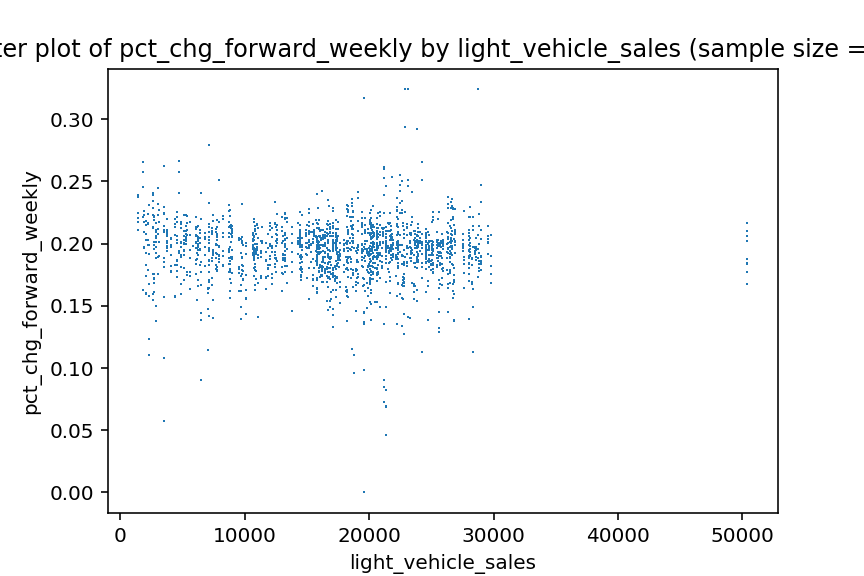 plot of pct_chg_forward_weekly by light_vehicle_sales (sample size =
0.30
0.25
0.20
0.15
0.10
0.05
0.00
pct_chg_forward_weekly
0 10000 20000 30000 40000 50000
light_vehicle_sales